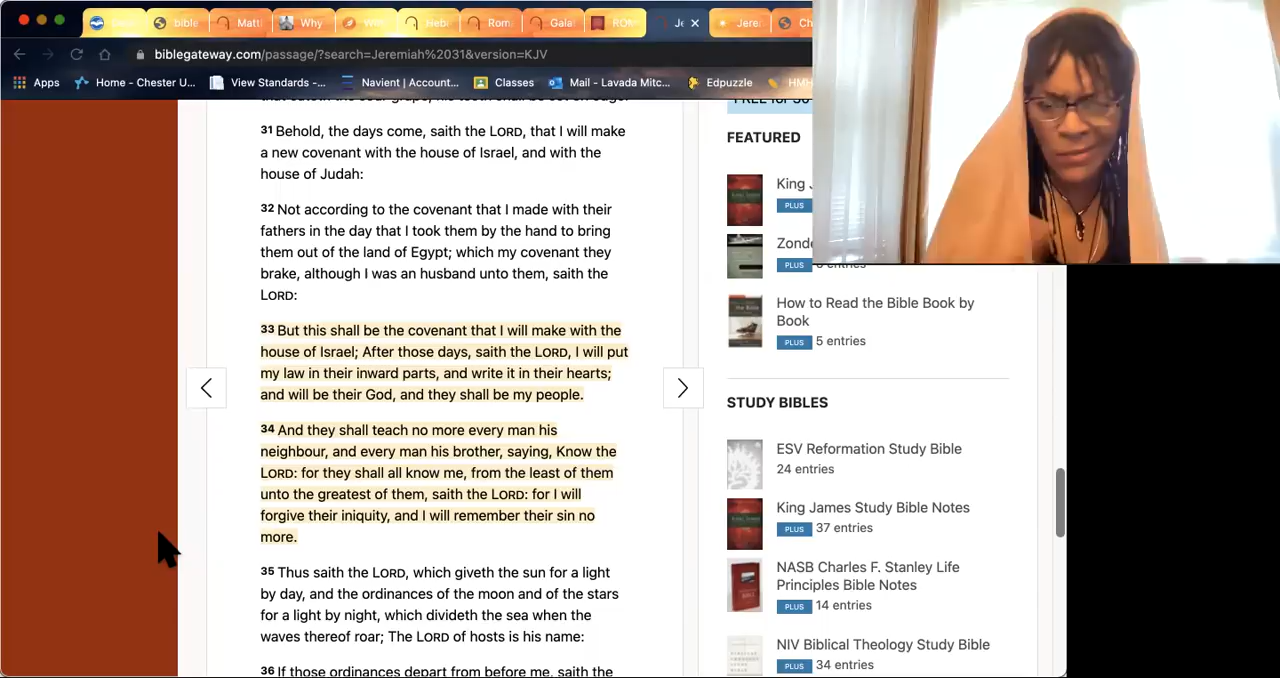 bible
Matt
Why
Why
Hebr
Rom
Gala
ROM
Je
Jere
Ch
biblegateway.com/passage/?search=Jeremiah%2031&version=KJV
Apps
Home - Chester U...
View Standards -...
Navient | Account...
Classes
Mail - Lavada Mitc...
Edpuzzle
HMH
31 Behold, the days come, saith the LORD, that I will make
a new covenant with the house of Israel, and with the
house of Judah:
32 Not according to the covenant that I made with their
fathers in the day that I took them by the hand to bring
them out of the land of Egypt; which my covenant they
brake, although I was an husband unto them, saith the
LORD:
33 But this shall be the covenant that I will make with the
house of Israel; After those days, saith the LORD, I will put
my law in their inward parts, and write it in their hearts;
and will be their God, and they shall be my people.
34 And they shall teach no more every man his
neighbour, and every man his brother, saying, Know the
LORD: for they shall all know me, from the least of them
unto the greatest of them, saith the LORD: for I will
forgive their iniquity, and I will remember their sin no
more.
35 Thus saith the LORD, which giveth the sun for a light
by day, and the ordinances of the moon and of the stars
for a light by night, which divideth the sea when the
waves thereof roar; The LORD of hosts is his name:
36 If those ordinances depart from before me, saith the
FEATURED
King J
PLUS
Zonde
PLUS entries
How to Read the Bible Book by
Book
PLUS 5 entries
STUDY BIBLES
ESV Reformation Study Bible
24 entries
King James Study Bible Notes
PLUS 37 entries
NASB Charles F. Stanley Life
Principles Bible Notes
PLUS 14 entries
NIV Biblical Theology Study Bible
PLUS 34 entries